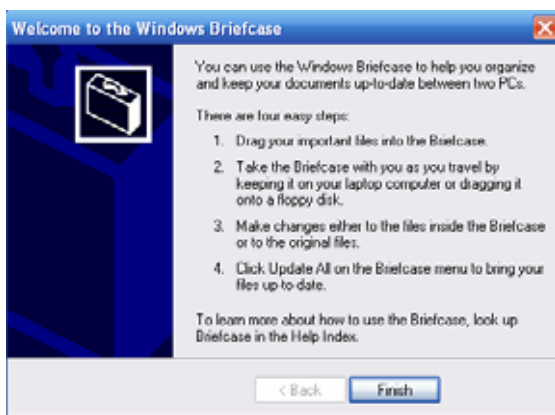 Welcome to the Windows Briefcase
You can use the Windows Briefcase to help you organize
and keep your documents up-to-date between two PCs.
There are four easy steps:
1. Drag your important files into the Briefcase.
2. Take the Briefcase with you as you travel by
keeping it on your laptop computer or dragging it
onto a floppy disk.
3. Make changes either to the files inside the Briefcase
or to the original files.
4. Click Update All on the Briefcase menu to bring your
files up to date.
To learn more about how to use the Briefcase, look up
Briefcase in the Help Index.
< Back
Finish